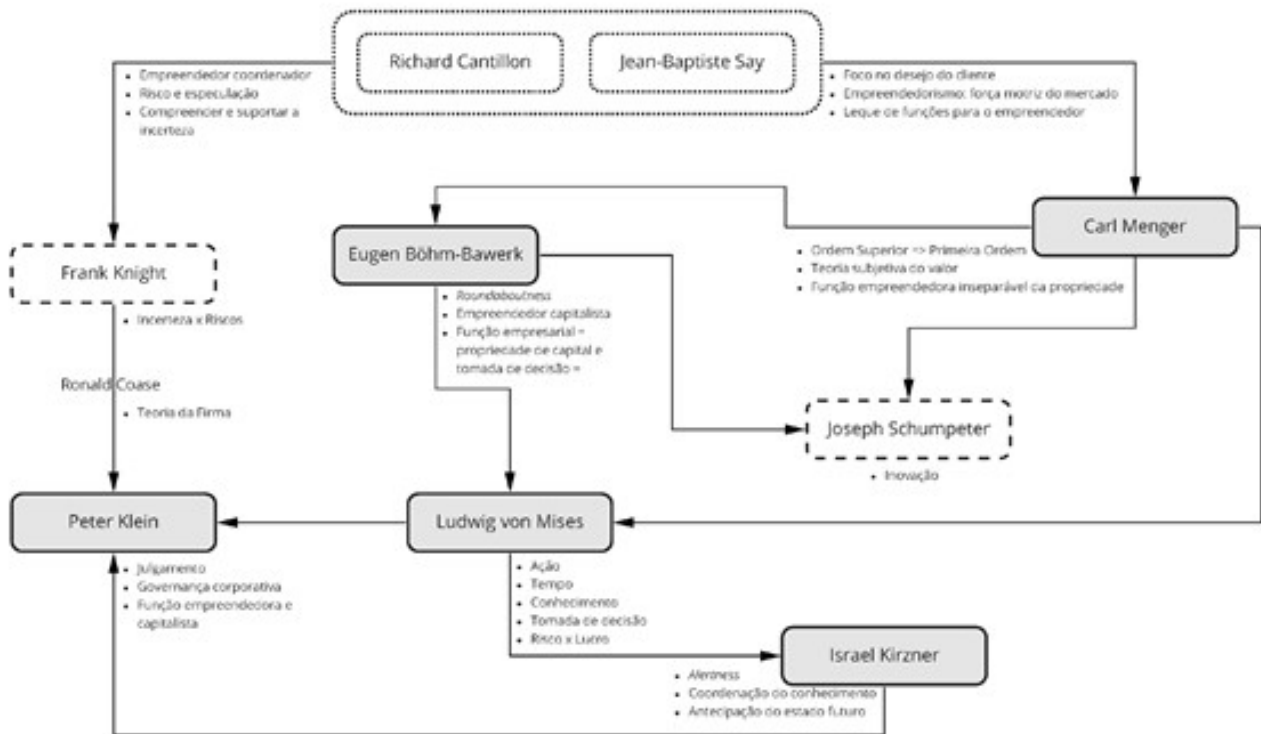 Richard Cantillon
Jean-Baptiste Say
Empreendedor coordenador
Risco e especulação
Compreender e suportar a
incerteza
Foco no desejo do cliente
Empreendedorismo: força motriz do mercado
Leque de funções para o empreendedor
Carl Menger
Ordem Superior => Primeira Ordem
Teoria subjetiva do valor
Função empreendedora inseparável da propriedade
Eugen Böhm-Bawerk
Roundaboutness
Empreendedor capitalista
Função empresarial =
propriedade de capital e
tomada de decisão =
Frank Knight
Incerteza x Riscos
Ronald Coase
Teoria da Firma
Joseph Schumpeter
Inovação
Peter Klein
Julgamento
Governança corporativa
Função empreendedora e
capitalista
Ludwig von Mises
Ação
Tempo
Conhecimento
Tomada de decisão
Risco x Lucro
Israel Kirzner
Alertness
Coordenação do conhecimento
Antecipação do estado futuro